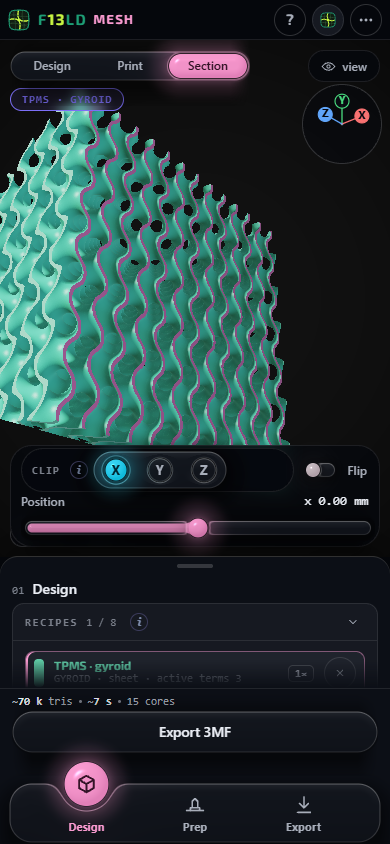 F13LD MESH
?
Design Print Section
view
TPMS · GYROID
Y
Z X
CLIP i X Y Z Flip
Position x 0.00 mm
01 Design
RECIPES 1 / 8 i
TPMS · gyroid
GYROID · sheet · active terms 3
1×
~70 k tris • ~7 s • 15 cores
Export 3MF
Design Prep Export